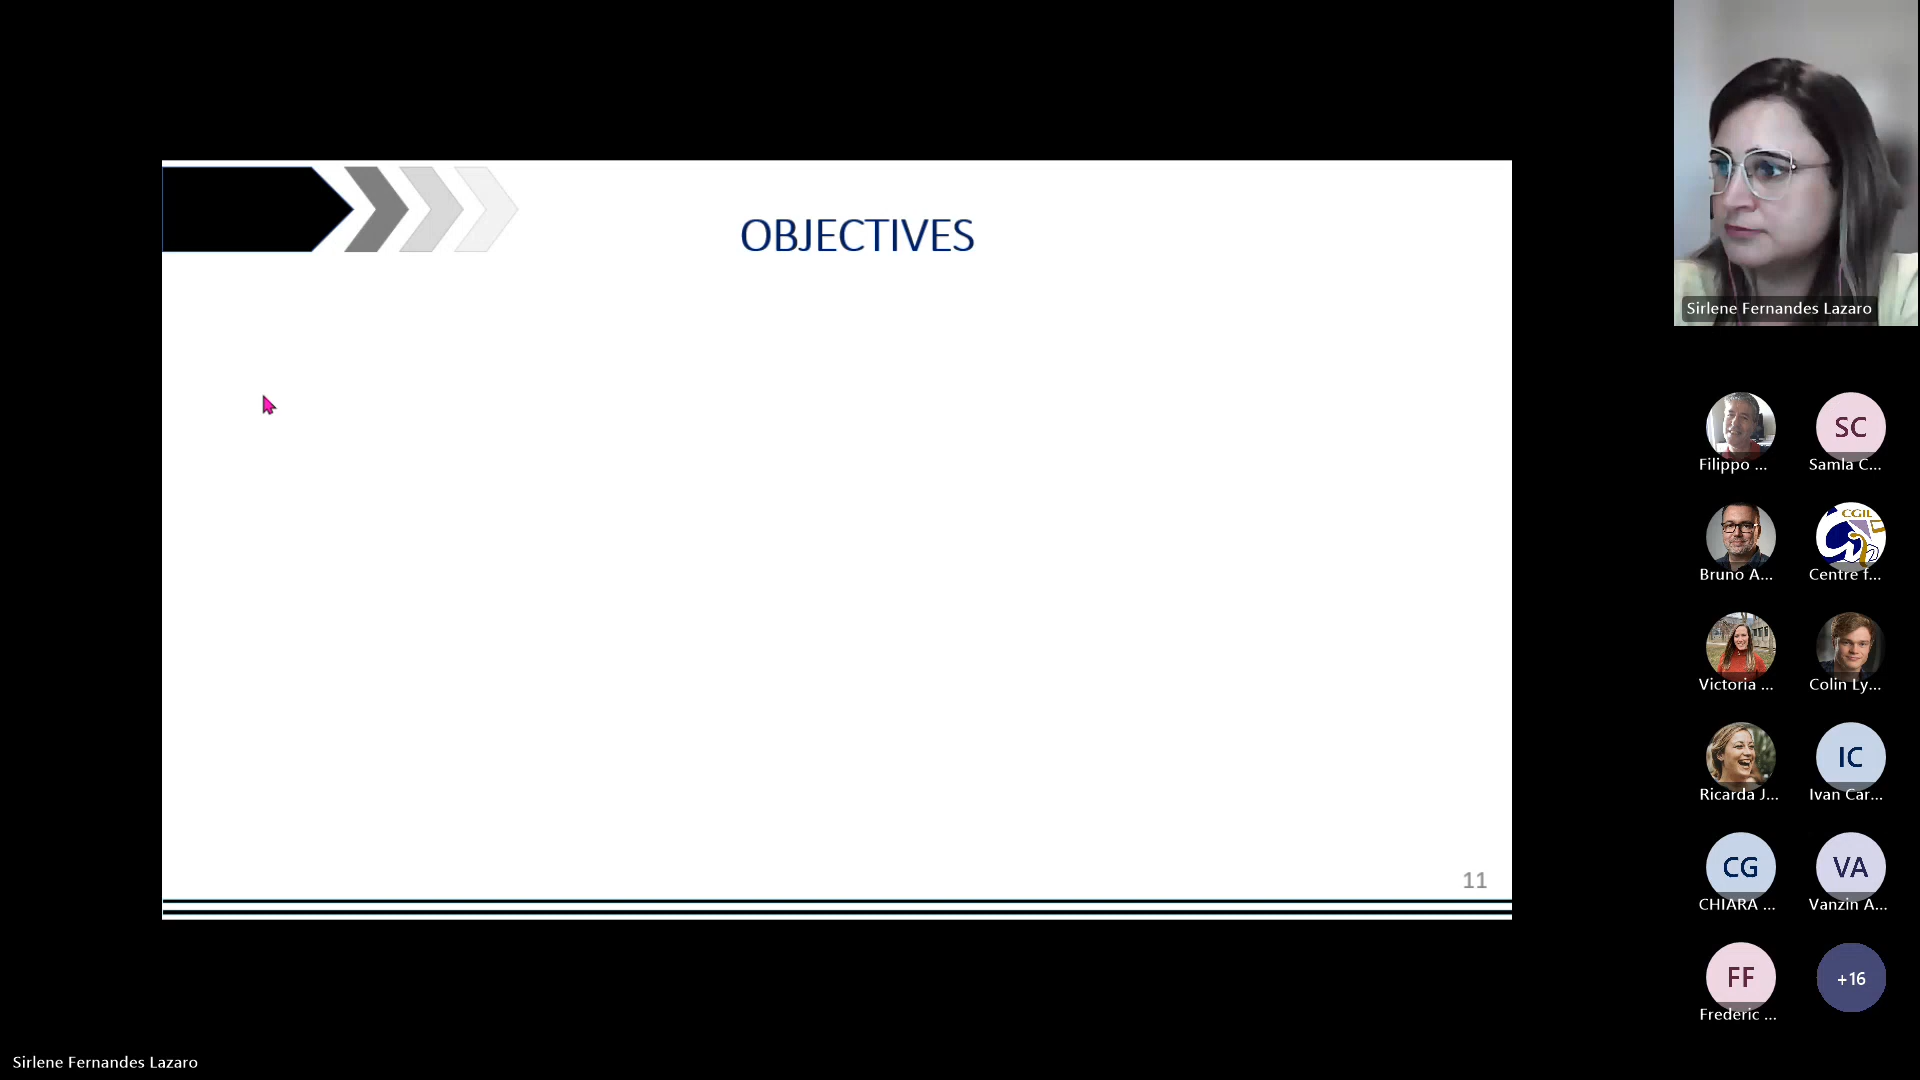 OBJECTIVES
11
Sirlene Fernandes Lazaro
Filippo ...
SC
Samla C...
Bruno A...
CGIL
Centre f...
Victoria ...
Colin Ly...
Ricarda J...
IC
Ivan Car...
CG
CHIARA ...
VA
Vanzin A...
FF
Frederic ...
+16
Sirlene Fernandes Lazaro